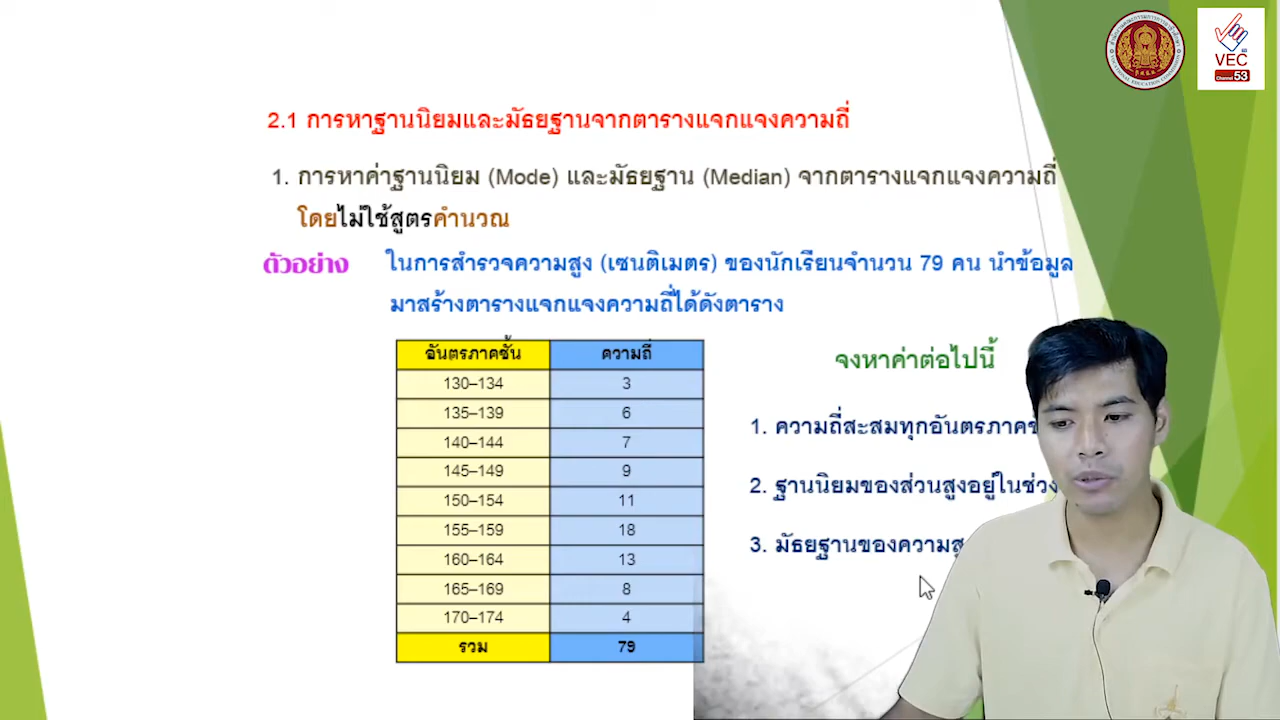 VEC
Channel 53
2.1 การหาฐานนิยมและมัธยฐานจากตารางแจกแจงความถี่
1. การหาค่าฐานนิยม (Mode) และมัธยฐาน (Median) จากตารางแจกแจงความถี่
โดยไม่ใช้สูตรคำนวณ
ตัวอย่าง ในการสำรวจความสูง (เซนติเมตร) ของนักเรียนจำนวน 79 คน นำข้อมูล
มาสร้างตารางแจกแจงความถี่ได้ดังตาราง
อันตรภาคชั้น ความถี่
130–134 3
135–139 6
140–144 7
145–149 9
150–154 11
155–159 18
160–164 13
165–169 8
170–174 4
รวม 79
จงหาค่าต่อไปนี้
1. ความถี่สะสมทุกอันตรภาค
2. ฐานนิยมของส่วนสูงอยู่ในช่วง
3. มัธยฐานของความ